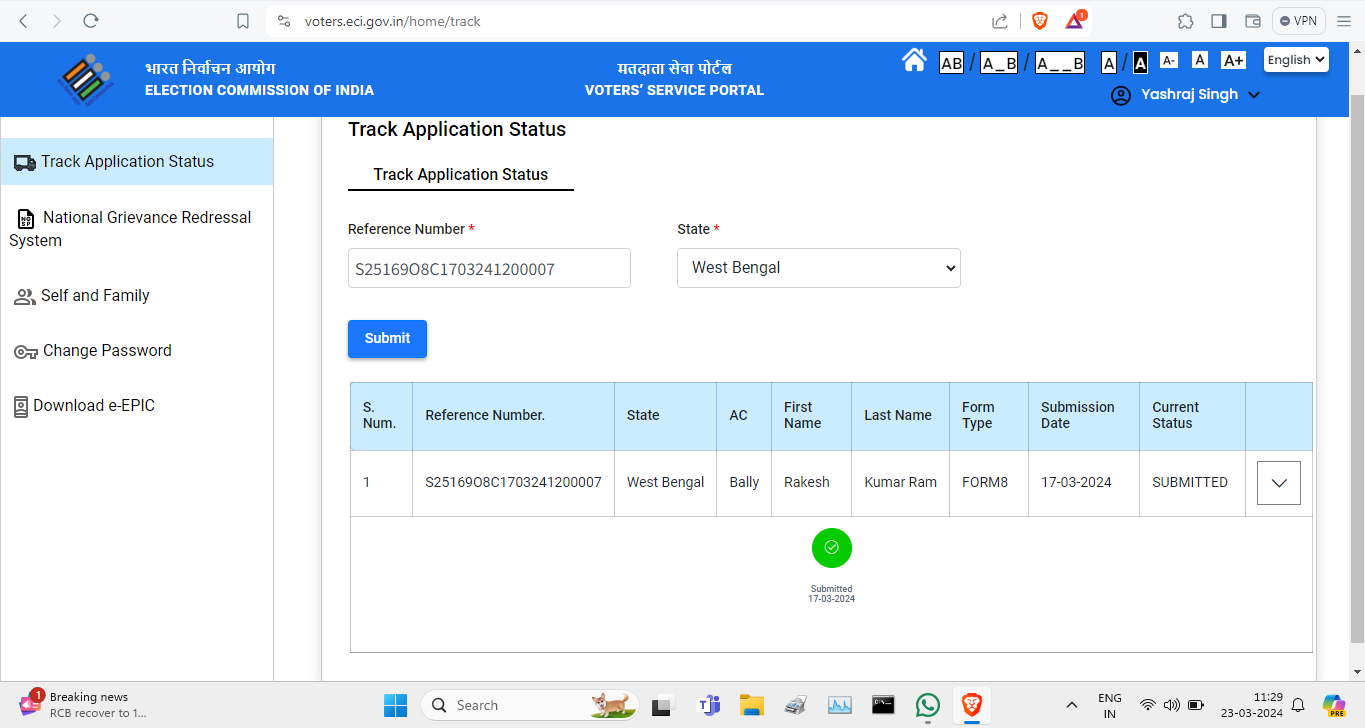 voters.eci.gov.in/home/track
1
VPN
भारत निर्वाचन आयोग
ELECTION COMMISSION OF INDIA
मतदाता सेवा पोर्टल
VOTERS’ SERVICE PORTAL
AB / A_B / A__B A / A A- A A+ English
Yashraj Singh
Track Application Status
National Grievance Redressal
System
Self and Family
Change Password
Download e-EPIC
Track Application Status
Track Application Status
Reference Number *
State *
S25169O8C1703241200007
West Bengal
Submit
S. Num. Reference Number. State AC First Name Last Name Form Type Submission Date Current Status
1 S25169O8C1703241200007 West Bengal Bally Rakesh Kumar Ram FORM8 17-03-2024 SUBMITTED
Submitted
17-03-2024
1
Breaking news
RCB recover to 1...
Search
ENG
IN
11:29
23-03-2024
PRE